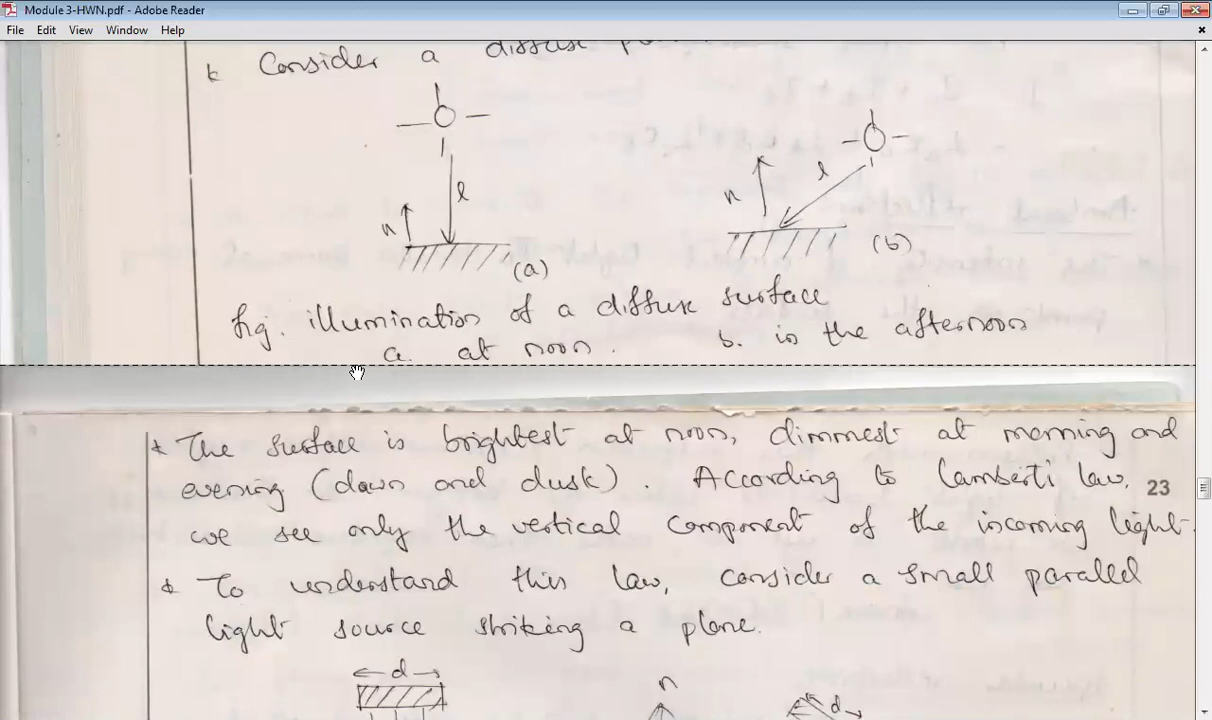 Module 3-HWN.pdf - Adobe Reader
File Edit View Window Help
Consider a diffuse
l
n
(a)
l
n
(b)
fig. illumination of a diffuse surface
a. at noon. b. is the afternoon
* The surface is brightest at noon, dimmest at morning and
evening (dawn and dusk). According to Lamberti law, 23
we see only the vertical component of the incoming light.
* To understand this law, consider a small parallel
light source striking a plane.
d
n
d